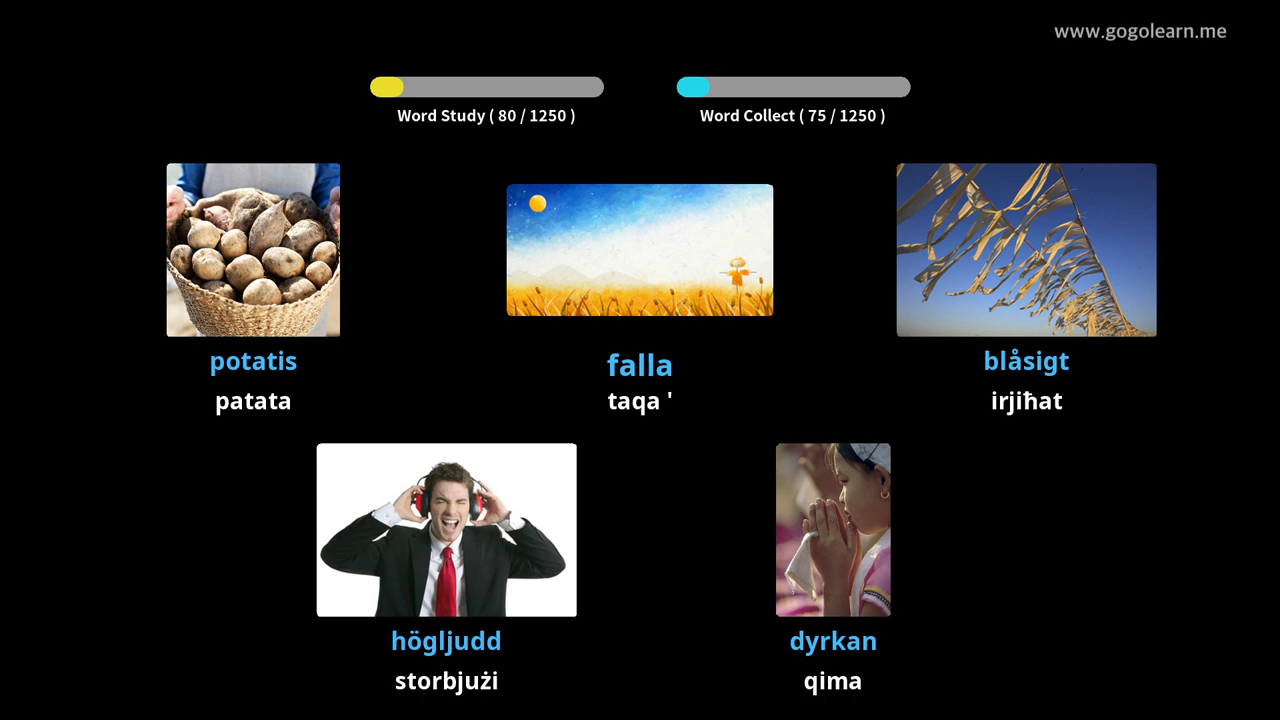 www.gogolearn.me
Word Study ( 80 / 1250 )
Word Collect ( 75 / 1250 )
potatis
patata
falla
taqa '
blåsigt
irjiħat
högljudd
storbjużi
dyrkan
qima